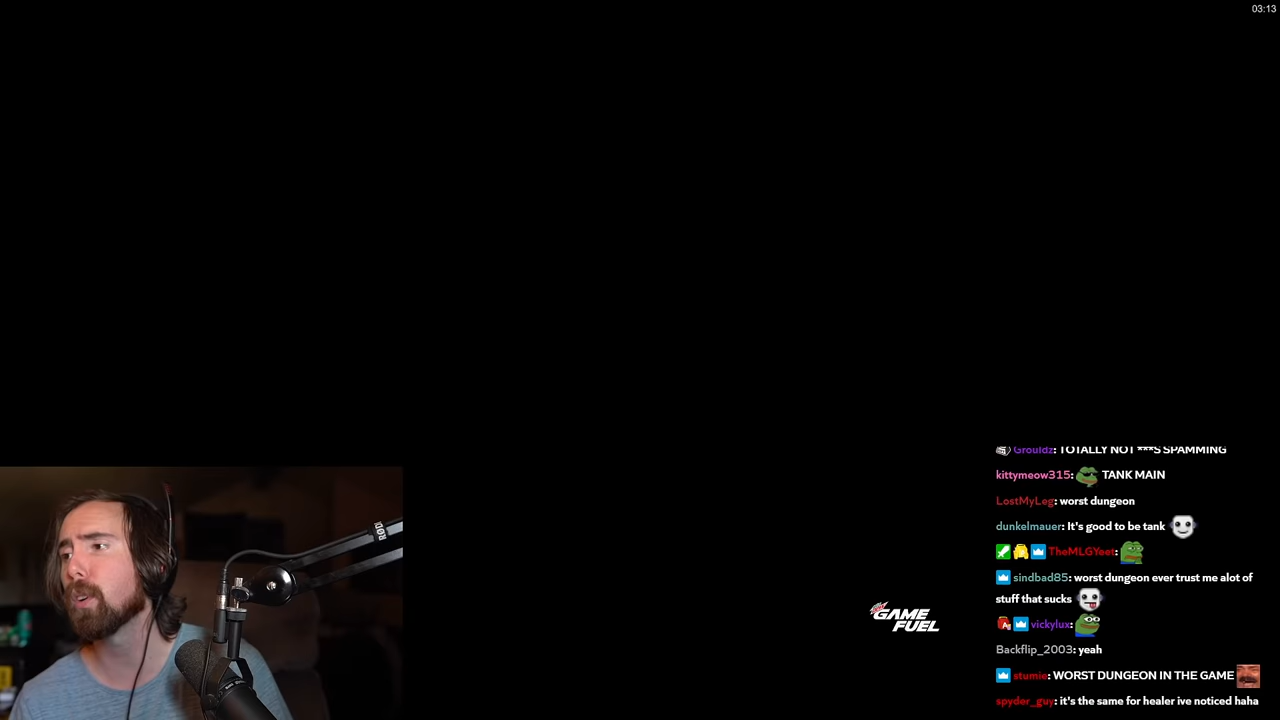 03:13
Grouldz: TOTALLY NOT ***S SPAMMING
kittymeow315: TANK MAIN
LostMyLeg: worst dungeon
dunkelmauer: It's good to be tank
TheMLGYeet:
sindbad85: worst dungeon ever trust me alot of
stuff that sucks
vickylux:
Backflip_2003: yeah
stumie: WORST DUNGEON IN THE GAME
spyder_guy: it's the same for healer ive noticed haha
GAME
FUEL
RØDE